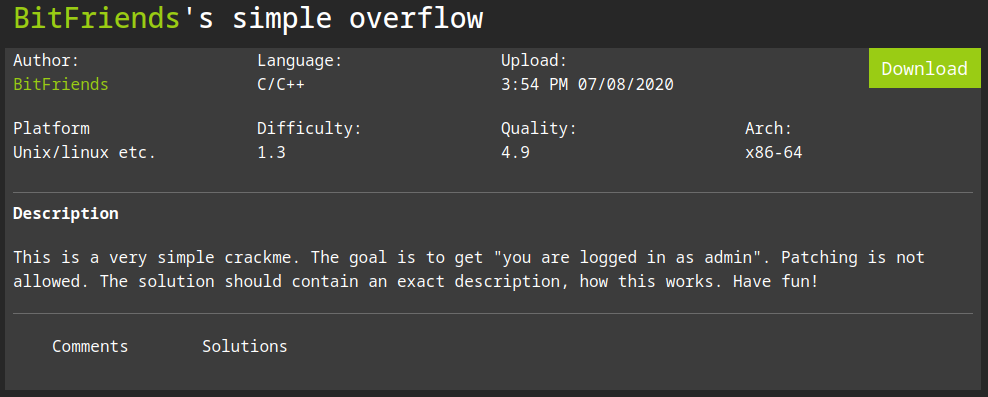 BitFriends's simple overflow
Author: Language: Upload: Download
BitFriends C/C++ 3:54 PM 07/08/2020
Platform Difficulty: Quality: Arch:
Unix/linux etc. 1.3 4.9 x86-64
Description
This is a very simple crackme. The goal is to get "you are logged in as admin". Patching is not
allowed. The solution should contain an exact description, how this works. Have fun!
Comments Solutions